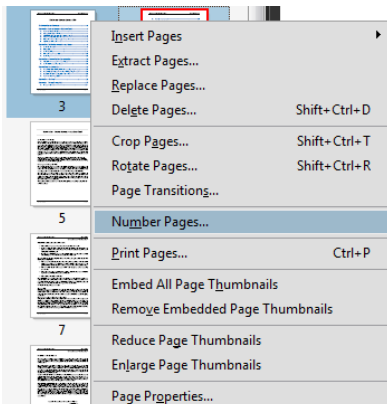 Insert Pages
Extract Pages...
Replace Pages...
Delete Pages... Shift+Ctrl+D
Crop Pages... Shift+Ctrl+T
Rotate Pages... Shift+Ctrl+R
Page Transitions...
Number Pages...
Print Pages... Ctrl+P
Embed All Page Thumbnails
Remove Embedded Page Thumbnails
Reduce Page Thumbnails
Enlarge Page Thumbnails
Page Properties...
3
5
7